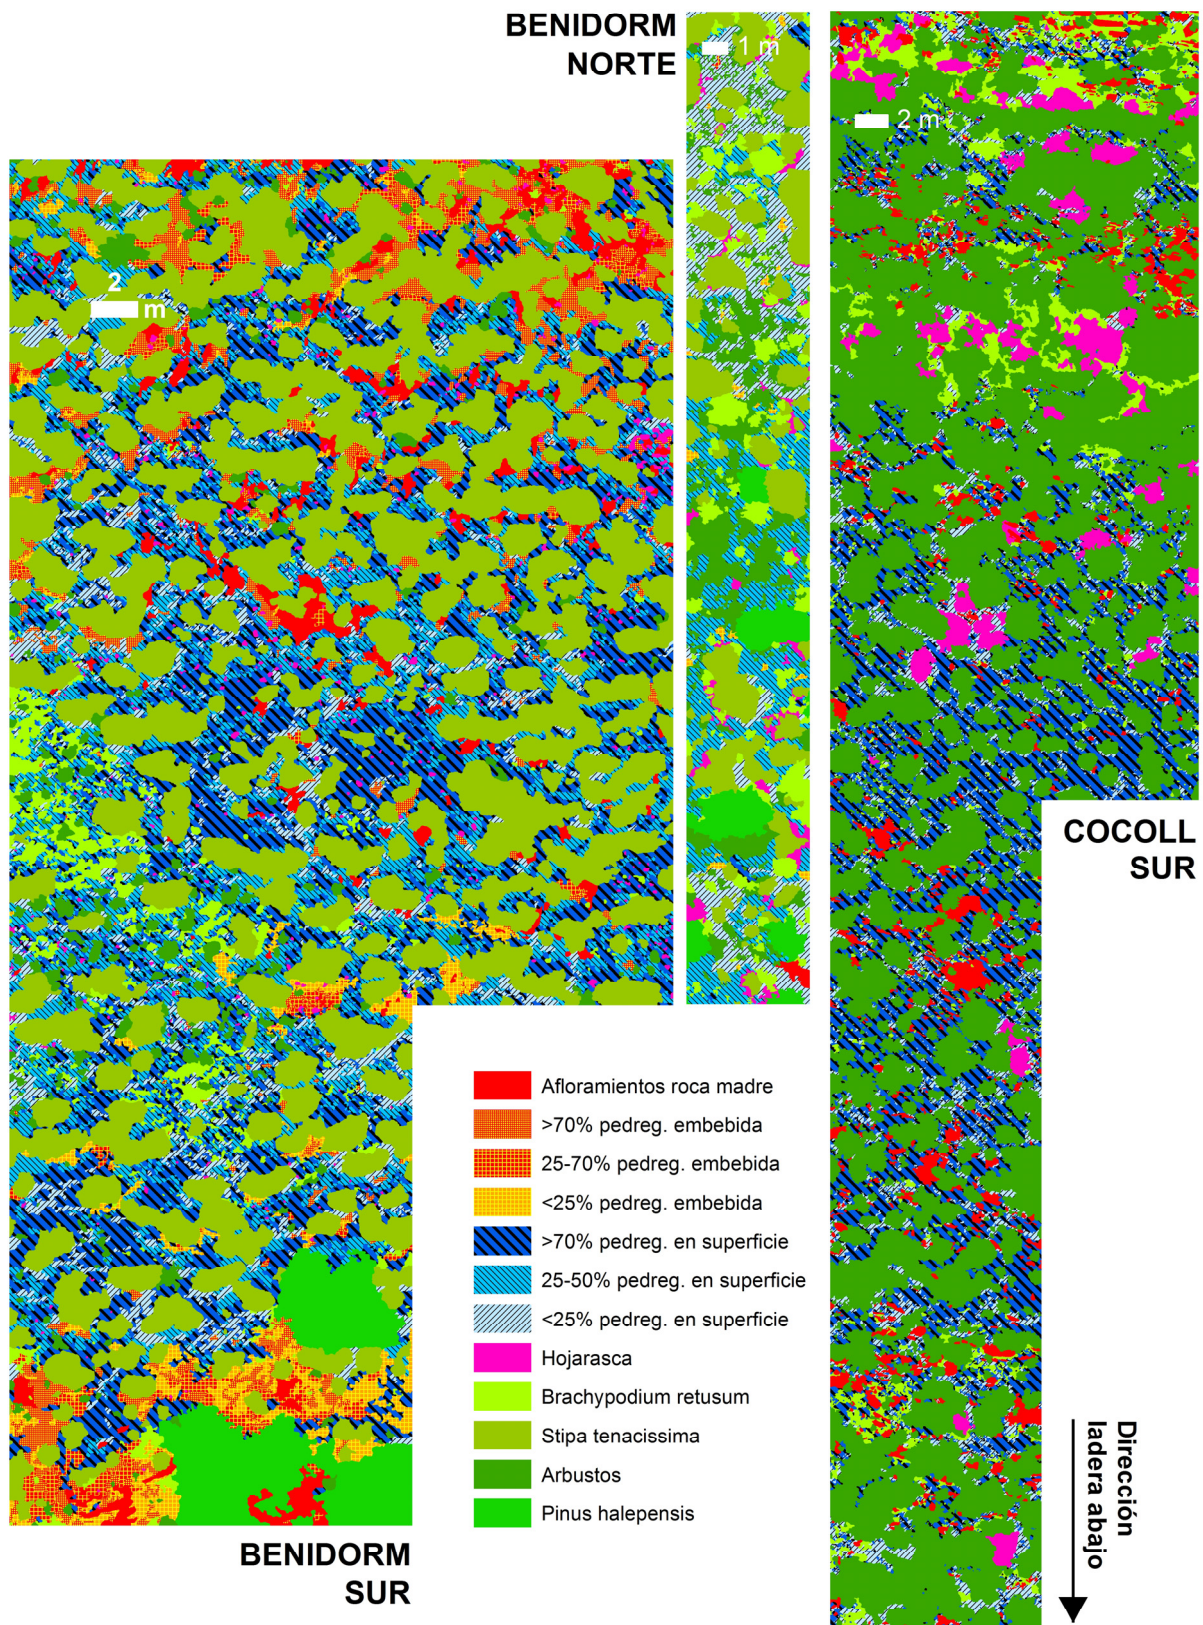 BENIDORM
NORTE
1 m
2 m
2
m
COCOLL
SUR
Afloramientos roca madre
>70% pedreg. embebida
25-70% pedreg. embebida
<25% pedreg. embebida
>70% pedreg. en superficie
25-50% pedreg. en superficie
<25% pedreg. en superficie
Hojarasca
Brachypodium retusum
Stipa tenacissima
Arbustos
Pinus halepensis
Dirección
ladera abajo
BENIDORM
SUR